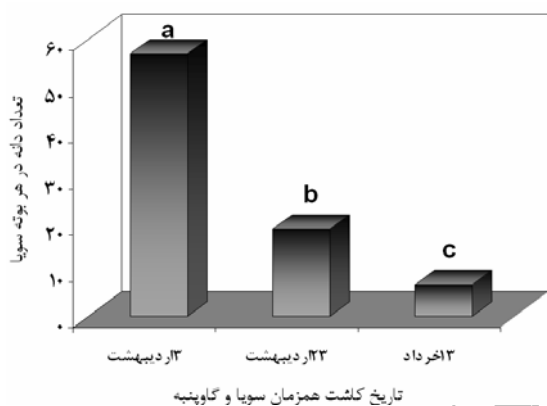 تعداد دانه در هر بوته سویا
۶۰
۵۰
۴۰
۳۰
۲۰
۱۰
۰
a
b
c
۳اردیبهشت
۲۳اردیبهشت
۱۳خرداد
تاریخ کاشت همزمان سویا و گاوپنبه